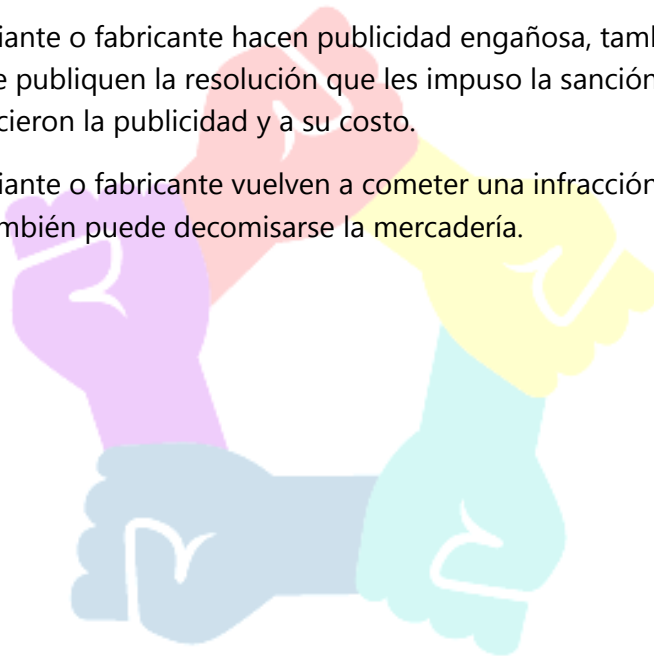 iante o fabricante hacen publicidad engañosa, tamb
e publiquen la resolución que les impuso la sanción
cieron la publicidad y a su costo.
iante o fabricante vuelven a cometer una infracción
mbién puede decomisarse la mercadería.